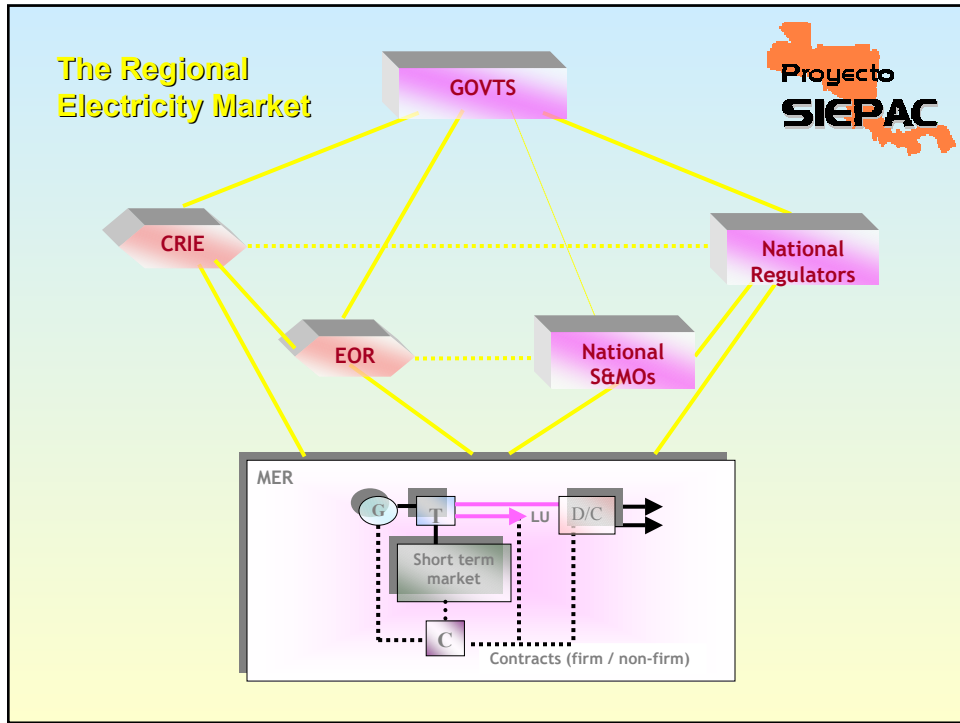 The Regional
Electricity Market
GOVTS
Proyecto
SIEPAC
CRIE
National
Regulators
EOR
National
S&MOs
MER
G
T
LU
D/C
Short term
market
C
Contracts (firm / non-firm)